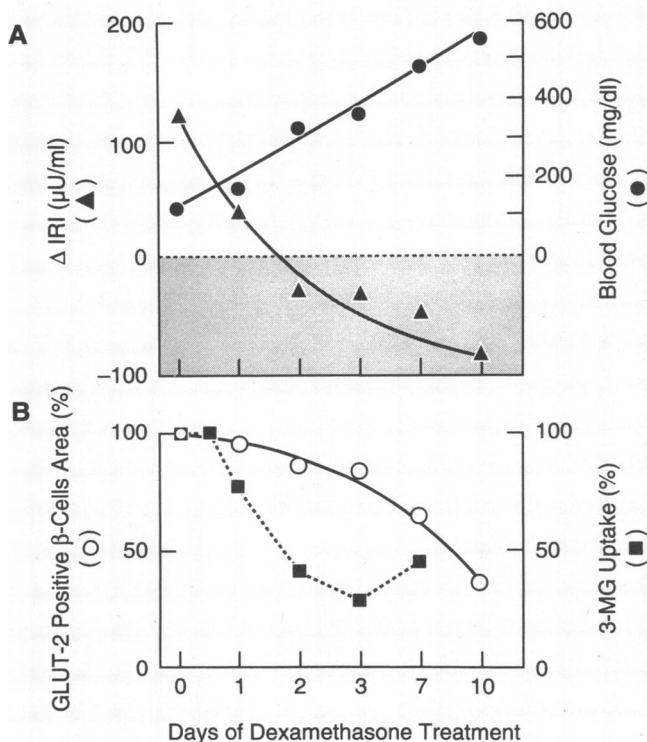 A
200
100
0
–100
Δ IRI (µU/ml)
(▲)
600
400
200
0
Blood Glucose (mg/dl)
(●)
B
100
50
0
GLUT-2 Positive β-Cells Area (%)
(○)
100
50
0
3-MG Uptake (%)
(■)
0 1 2 3 7 10
Days of Dexamethasone Treatment